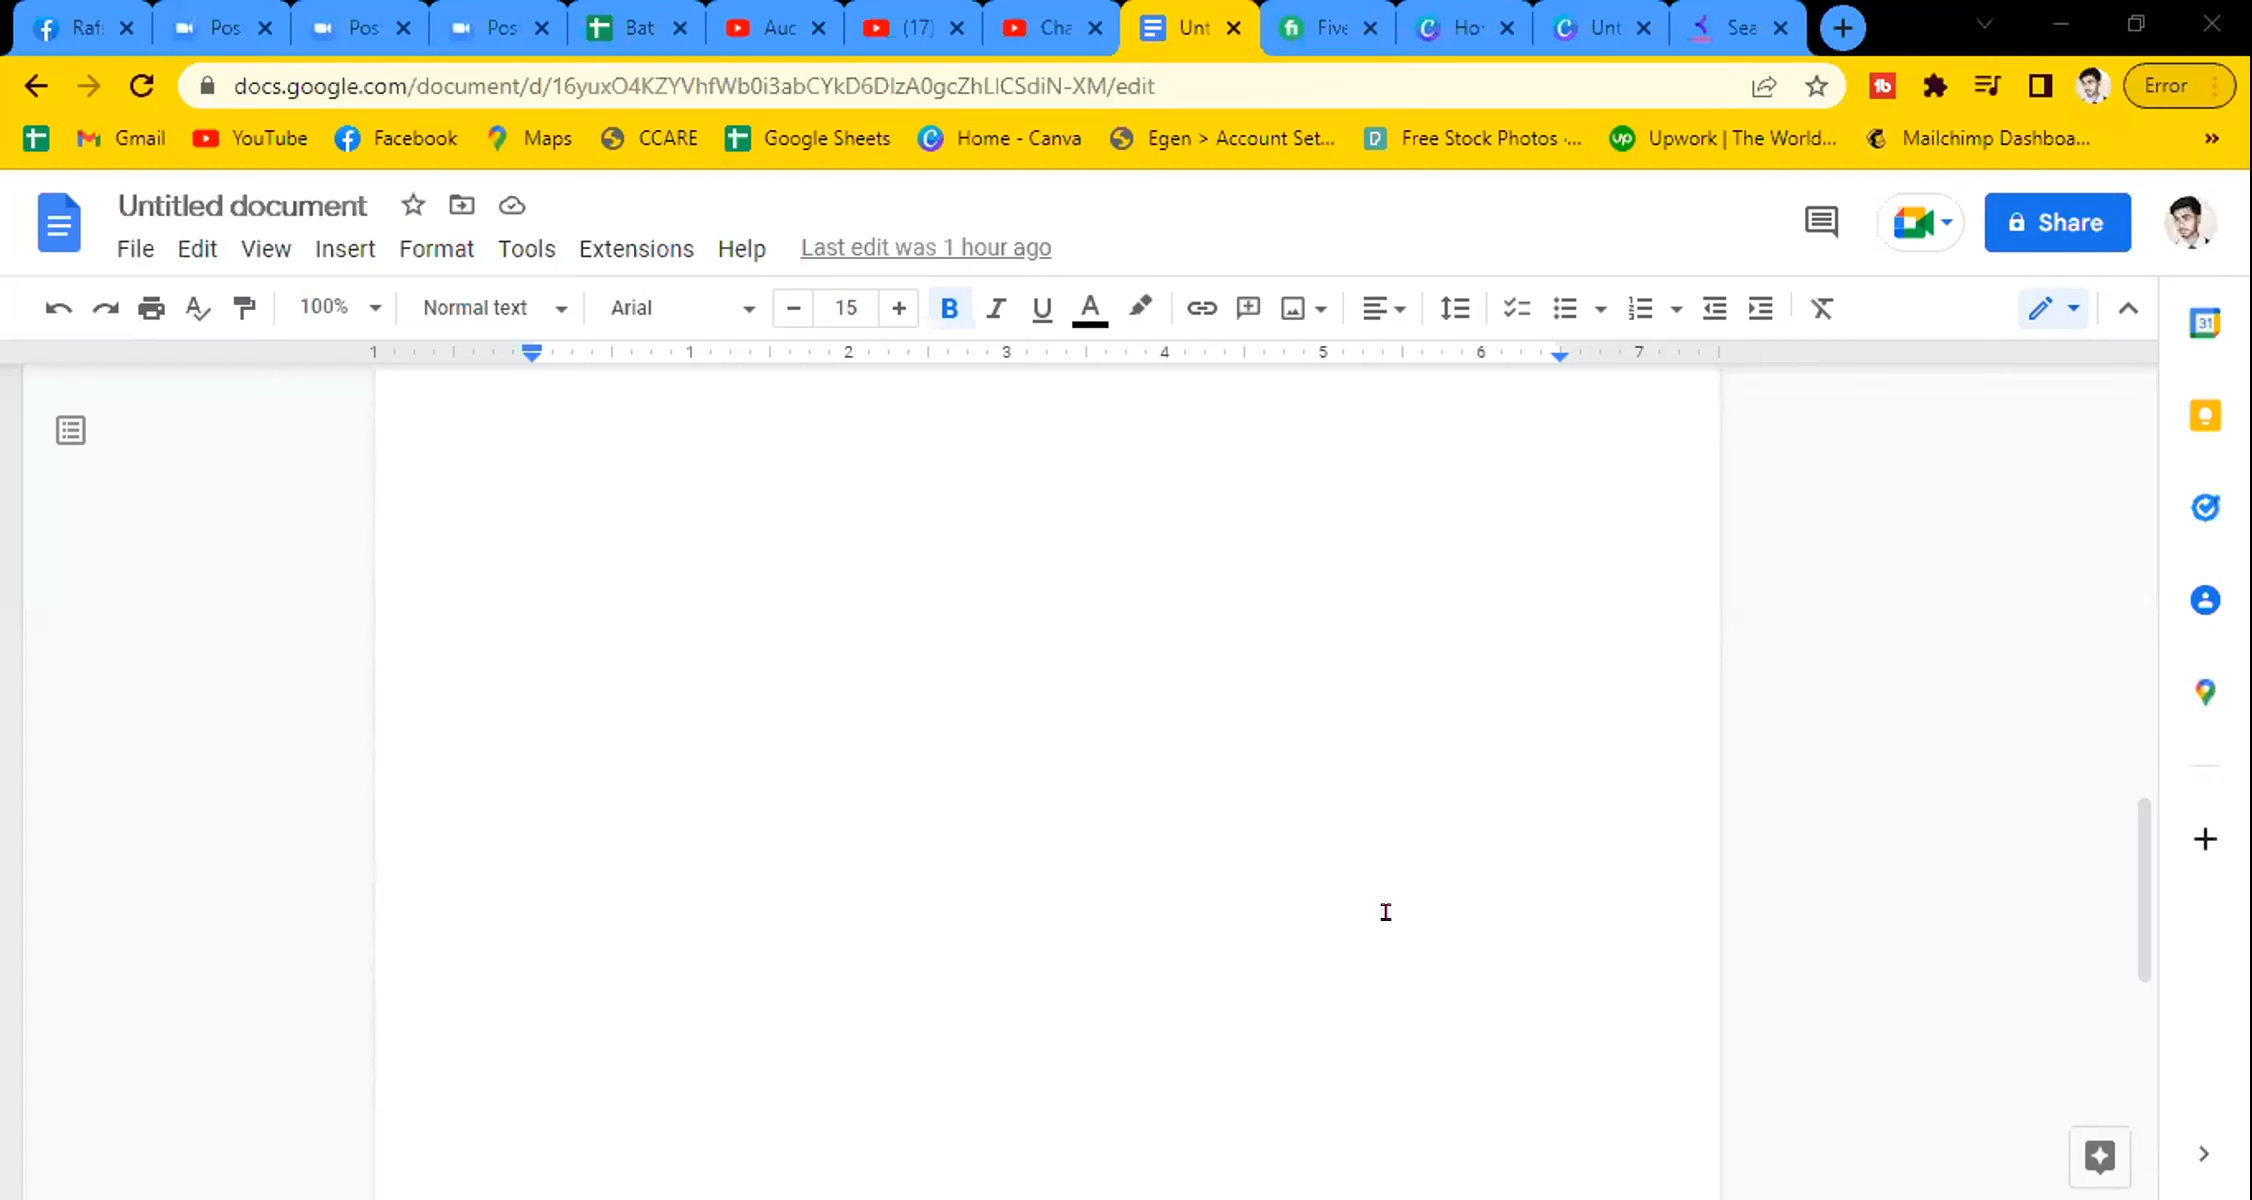 Raf
Pos
Pos
Pos
Bat
Auc
(17)
Cha
Unt
Five
Ho
Unt
Sea
docs.google.com/document/d/16yuxO4KZYVhfWb0i3abCYkD6DlzA0gcZhLlCSdiN-XM/edit
Error
Gmail YouTube Facebook Maps CCARE Google Sheets Home - Canva Egen > Account Set... Free Stock Photos ·... Upwork | The World... Mailchimp Dashboa... »
Untitled document
Share
File Edit View Insert Format Tools Extensions Help Last edit was 1 hour ago
100% Normal text Arial − 15 + B I U A
1 1 2 3 4 5 6 7
31